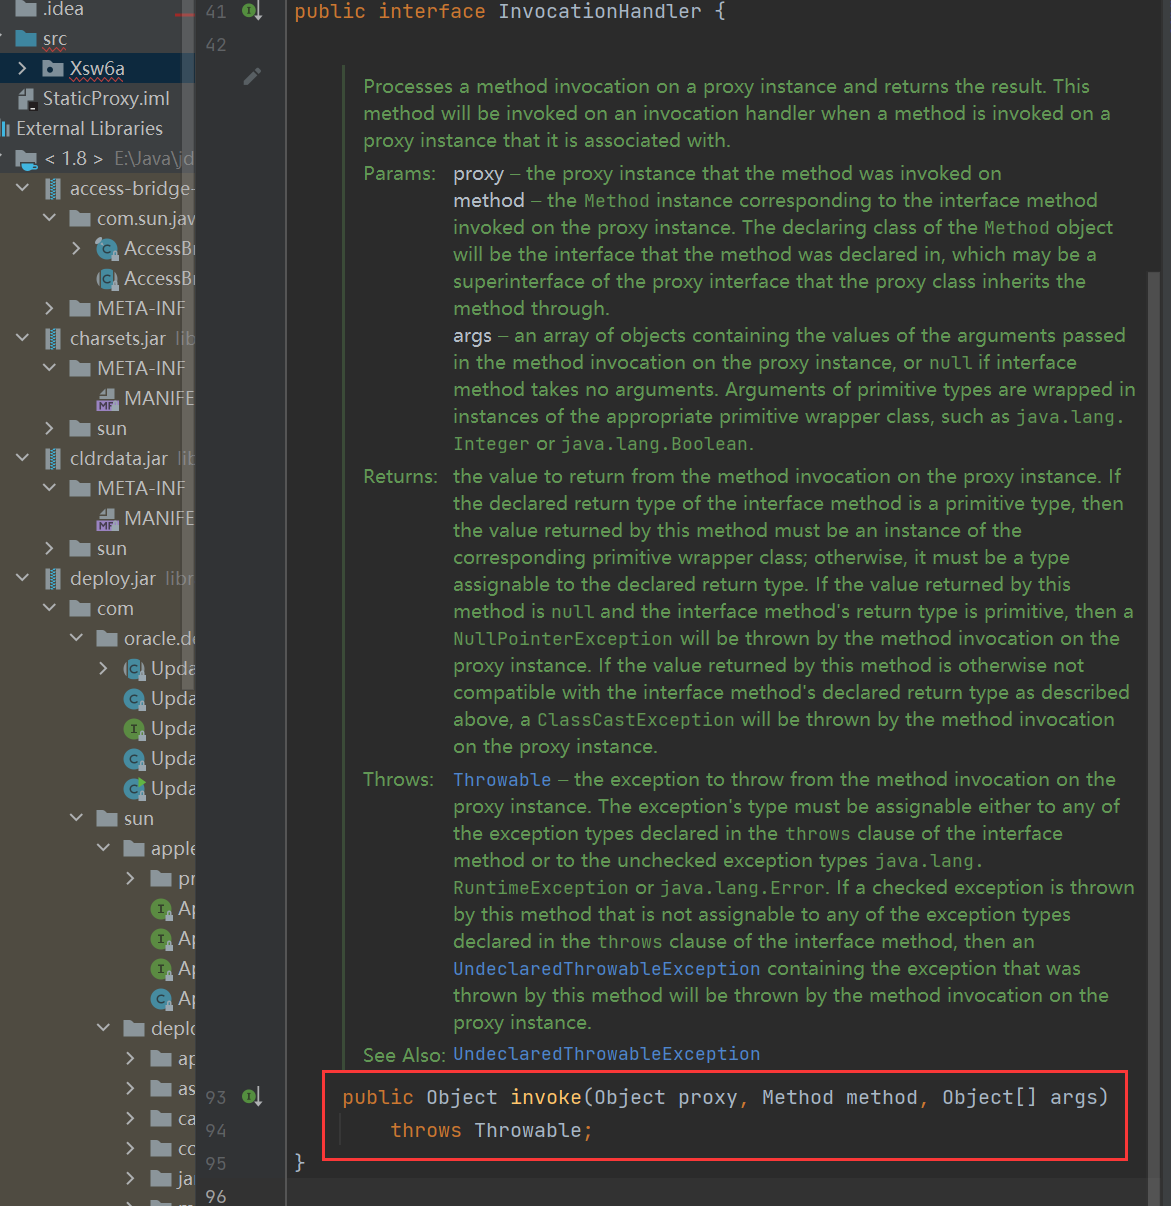 .idea
src
Xsw6a
StaticProxy.iml
External Libraries
< 1.8 > E:\Java\jd
access-bridge-
com.sun.jav
AccessBr
AccessBr
META-INF
charsets.jar lib
META-INF
MANIFE
sun
cldrdata.jar lib
META-INF
MANIFE
sun
deploy.jar libr
com
oracle.de
Upda
Upda
Upda
Upda
Upda
sun
apple
pr
Ap
Ap
Ap
Ap
deplo
ap
as
ca
co
ja
41 public interface InvocationHandler {
42
Processes a method invocation on a proxy instance and returns the result. This
method will be invoked on an invocation handler when a method is invoked on a
proxy instance that it is associated with.
Params: proxy – the proxy instance that the method was invoked on
method – the Method instance corresponding to the interface method
invoked on the proxy instance. The declaring class of the Method object
will be the interface that the method was declared in, which may be a
superinterface of the proxy interface that the proxy class inherits the
method through.
args – an array of objects containing the values of the arguments passed
in the method invocation on the proxy instance, or null if interface
method takes no arguments. Arguments of primitive types are wrapped in
instances of the appropriate primitive wrapper class, such as java.lang.
Integer or java.lang.Boolean.
Returns: the value to return from the method invocation on the proxy instance. If
the declared return type of the interface method is a primitive type, then
the value returned by this method must be an instance of the
corresponding primitive wrapper class; otherwise, it must be a type
assignable to the declared return type. If the value returned by this
method is null and the interface method's return type is primitive, then a
NullPointerException will be thrown by the method invocation on the
proxy instance. If the value returned by this method is otherwise not
compatible with the interface method's declared return type as described
above, a ClassCastException will be thrown by the method invocation
on the proxy instance.
Throws: Throwable – the exception to throw from the method invocation on the
proxy instance. The exception's type must be assignable either to any of
the exception types declared in the throws clause of the interface
method or to the unchecked exception types java.lang.
RuntimeException or java.lang.Error. If a checked exception is thrown
by this method that is not assignable to any of the exception types
declared in the throws clause of the interface method, then an
UndeclaredThrowableException containing the exception that was
thrown by this method will be thrown by the method invocation on the
proxy instance.
See Also: UndeclaredThrowableException
93 public Object invoke(Object proxy, Method method, Object[] args)
94 throws Throwable;
95 }
96